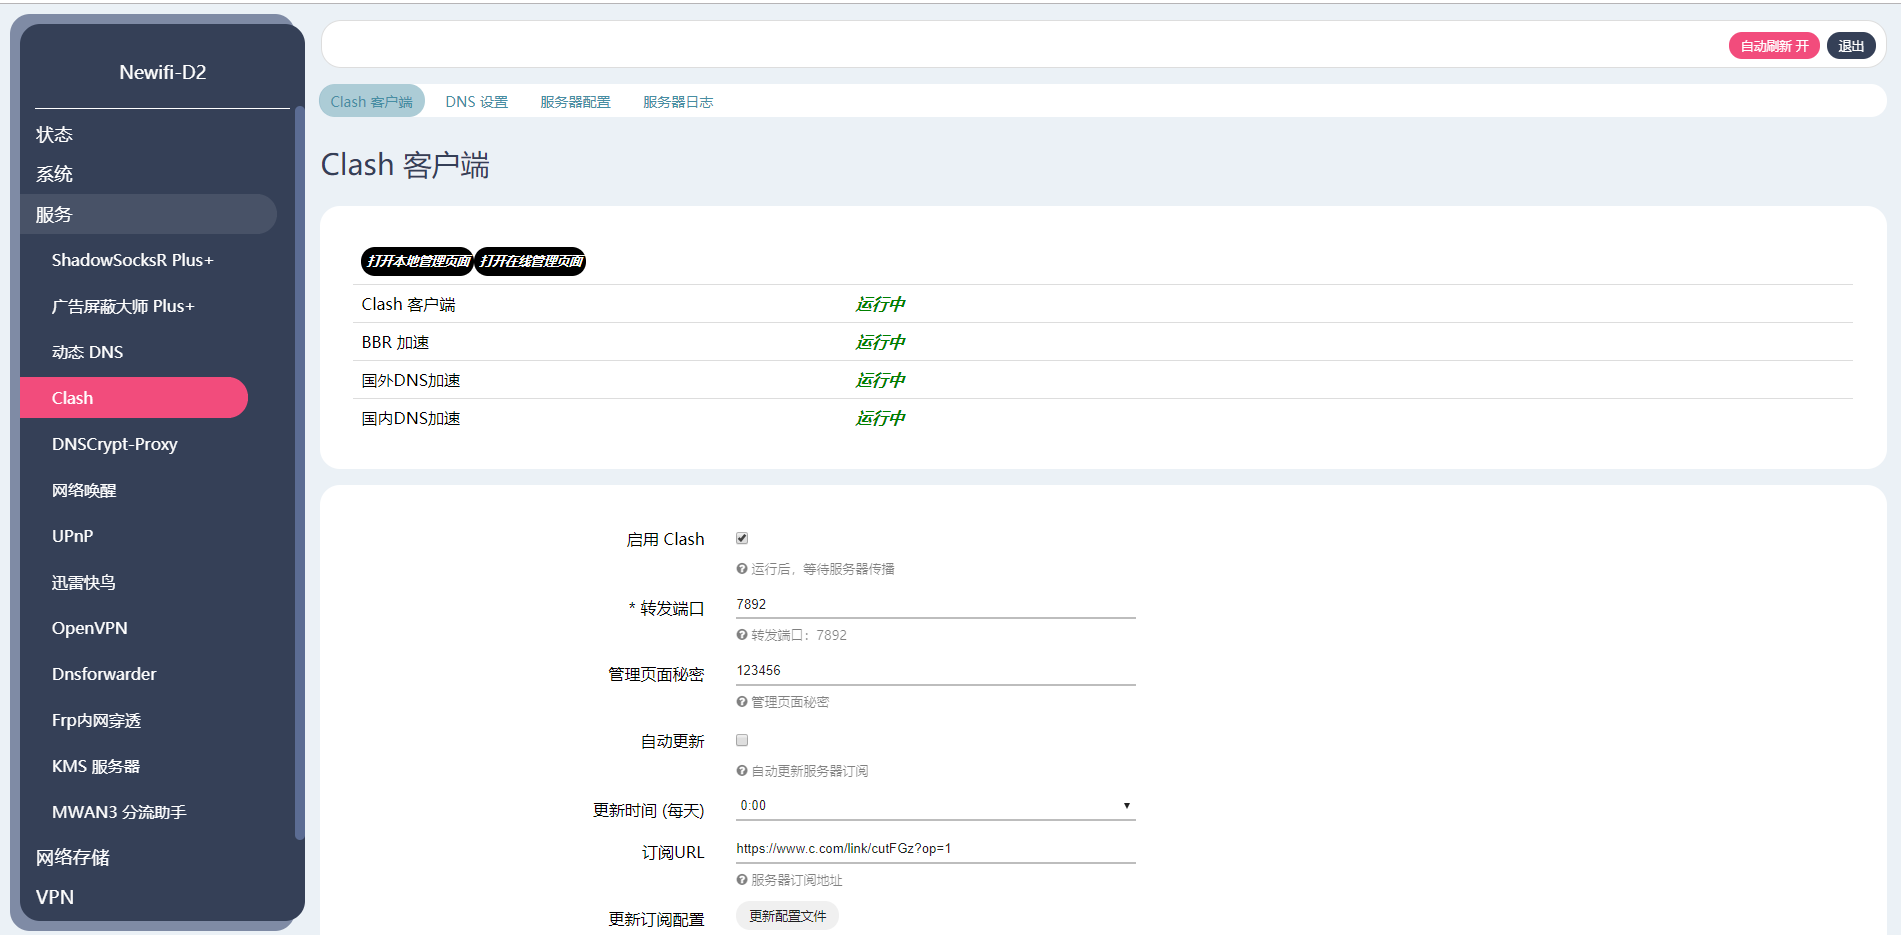 Newifi-D2
状态
系统
服务
ShadowSocksR Plus+
广告屏蔽大师 Plus+
动态 DNS
Clash
DNSCrypt-Proxy
网络唤醒
UPnP
迅雷快鸟
OpenVPN
Dnsforwarder
Frp内网穿透
KMS 服务器
MWAN3 分流助手
网络存储
VPN
自动刷新 开 退出
Clash 客户端 DNS 设置 服务器配置 服务器日志
Clash 客户端
打开本地管理页面 打开在线管理页面
Clash 客户端 运行中
BBR 加速 运行中
国外DNS加速 运行中
国内DNS加速 运行中
启用 Clash
运行后，等待服务器传播
* 转发端口 7892
转发端口：7892
管理页面秘密 123456
管理页面秘密
自动更新
自动更新服务器订阅
更新时间 (每天) 0:00
订阅URL https://www.c.com/link/cutFGz?op=1
服务器订阅地址
更新订阅配置 更新配置文件